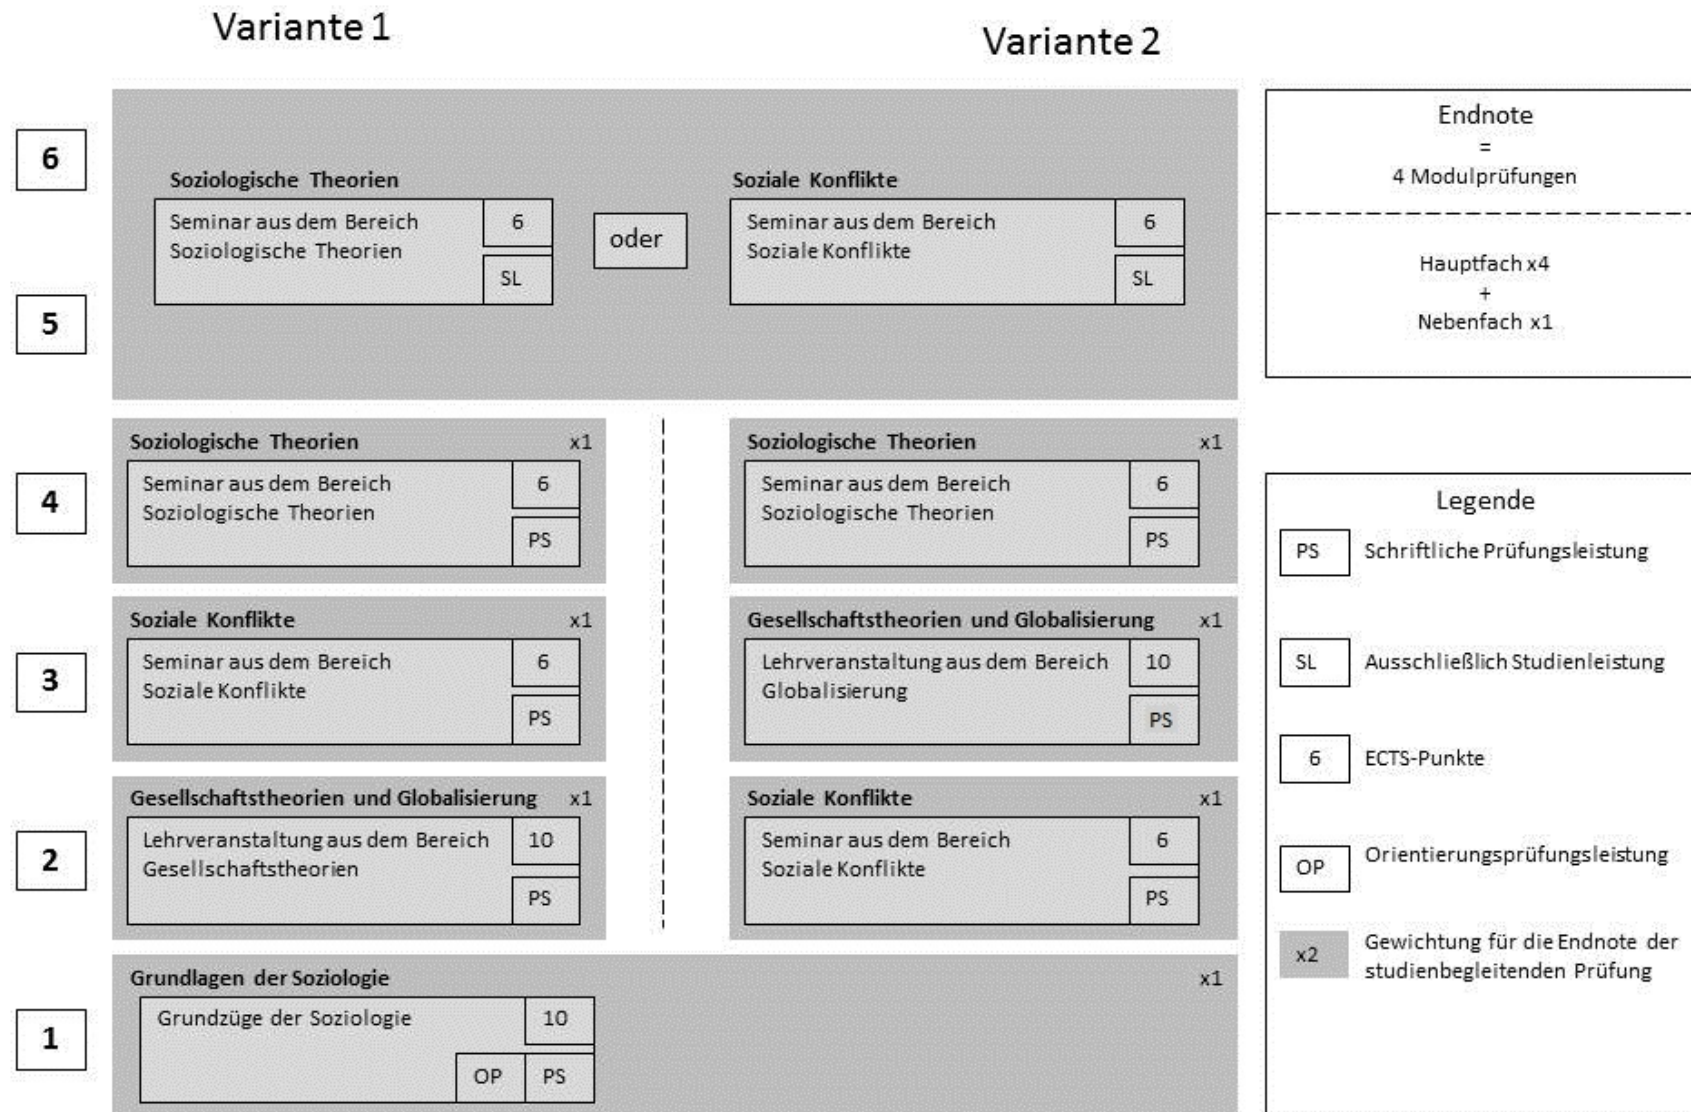 Variante 1
Variante 2
6
5
Soziologische Theorien
Seminar aus dem Bereich
Soziologische Theorien
6
SL
oder
Soziale Konflikte
Seminar aus dem Bereich
Soziale Konflikte
6
SL
4
Soziologische Theorien x1
Seminar aus dem Bereich
Soziologische Theorien
6
PS
Soziologische Theorien x1
Seminar aus dem Bereich
Soziologische Theorien
6
PS
3
Soziale Konflikte x1
Seminar aus dem Bereich
Soziale Konflikte
6
PS
Gesellschaftstheorien und Globalisierung x1
Lehrveranstaltung aus dem Bereich
Globalisierung
10
PS
2
Gesellschaftstheorien und Globalisierung x1
Lehrveranstaltung aus dem Bereich
Gesellschaftstheorien
10
PS
Soziale Konflikte x1
Seminar aus dem Bereich
Soziale Konflikte
6
PS
1
Grundlagen der Soziologie x1
Grundzüge der Soziologie
10
OP PS
Endnote
=
4 Modulprüfungen
Hauptfach x4
+
Nebenfach x1
Legende
PS Schriftliche Prüfungsleistung
SL Ausschließlich Studienleistung
6 ECTS-Punkte
OP Orientierungsprüfungsleistung
x2 Gewichtung für die Endnote der
studienbegleitenden Prüfung